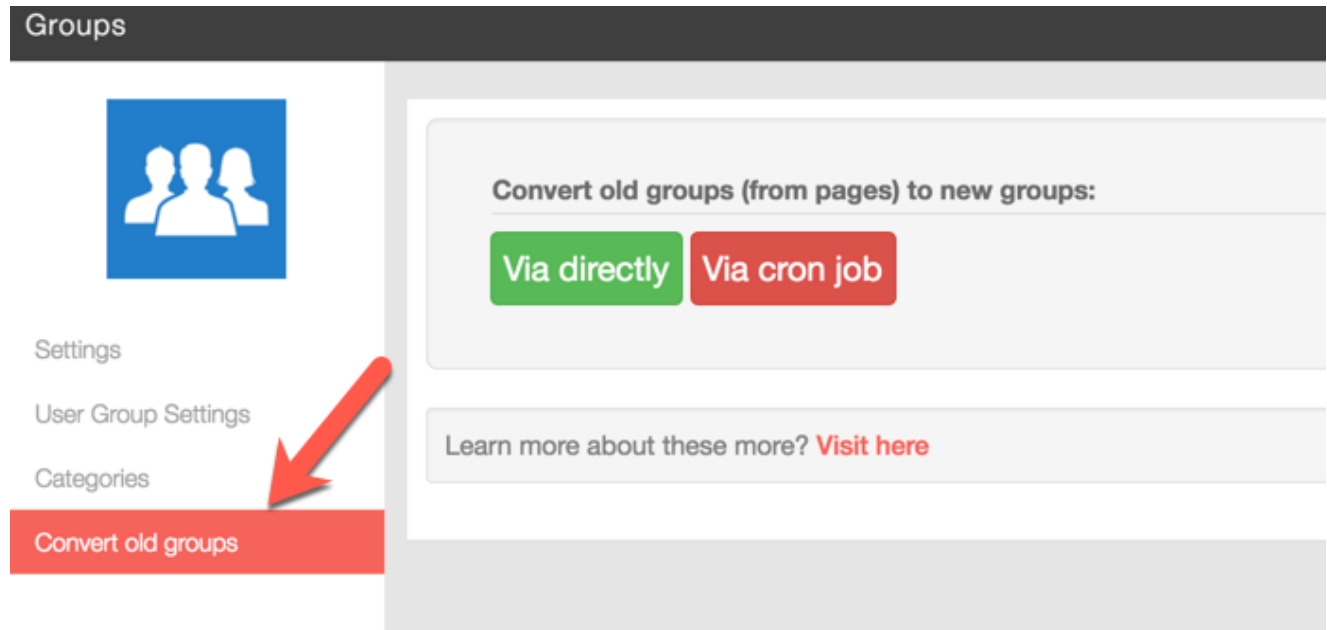 Groups
Settings
User Group Settings
Categories
Convert old groups
Convert old groups (from pages) to new groups:
Via directly Via cron job
Learn more about these more? Visit here